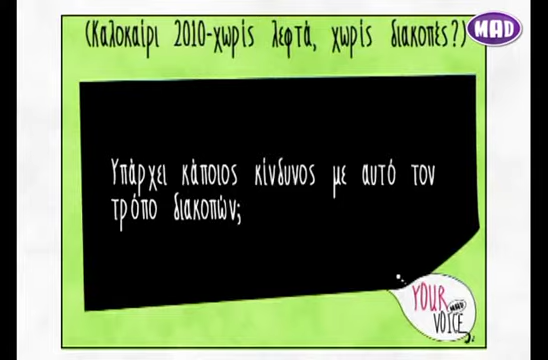 (Καλοκαίρι 2010-χωρίς λεφτά, χωρίς διακοπές?)
MAD
Υπάρχει κάποιος κίνδυνος με αυτό τον
τρόπο διακοπών;
YOUR
MAD
VOICE